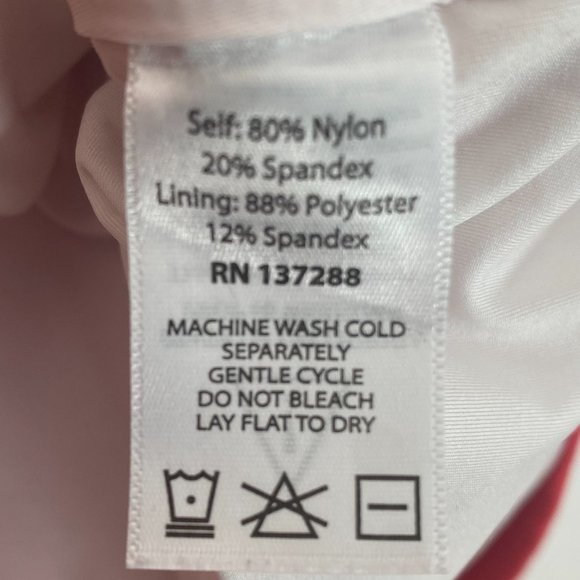 Self: 80% Nylon
20% Spandex
Lining: 88% Polyester
12% Spandex
RN 137288
MACHINE WASH COLD
SEPARATELY
GENTLE CYCLE
DO NOT BLEACH
LAY FLAT TO DRY